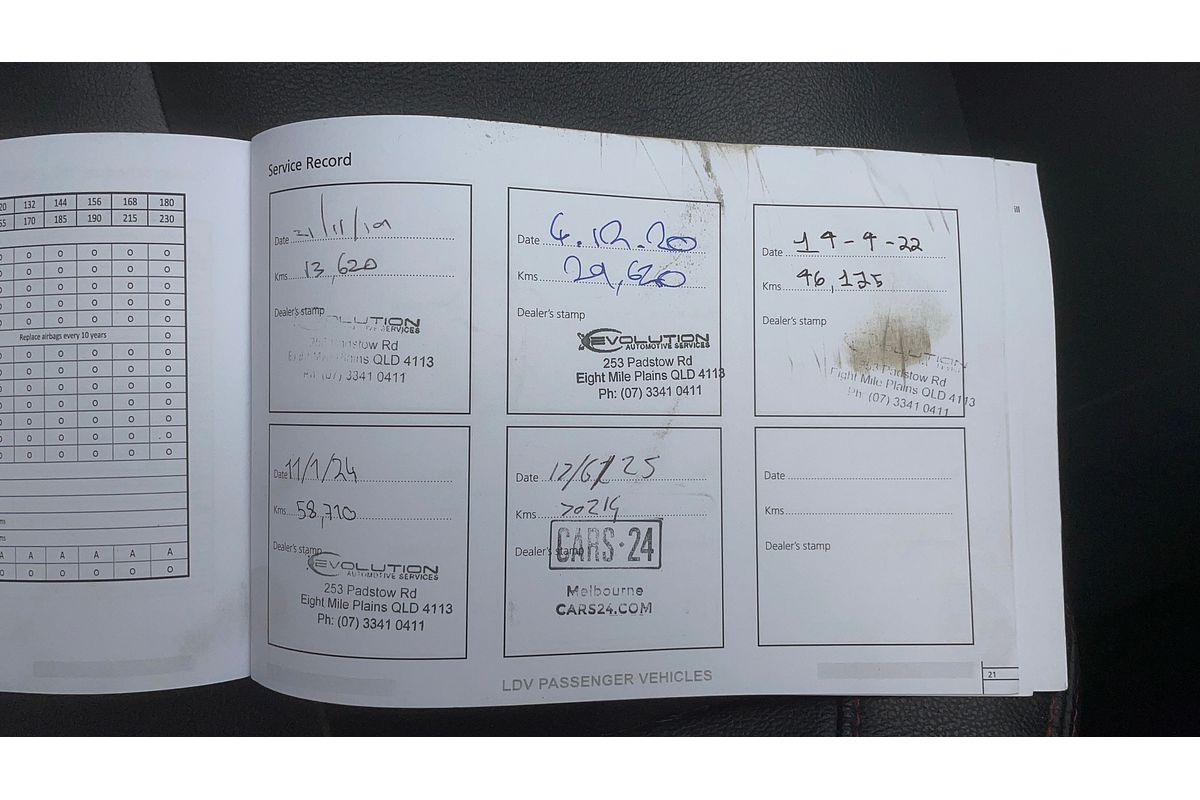 132 144 156 168 180
170 185 190 215 230
o o o o o
o o o o o
o o o o o
o o o o o
o o o o o
Replace airbags every 10 years o
o o o o o
o o o o o
o o o o o
o o o o o
o o o o o
o o o o o
o o o o o
A A A A A
o o o o o
Service Record
Date 21/11/19
Kms 13,620
Dealer's stamp
EVOLUTION
AUTOMOTIVE SERVICES
253 Padstow Rd
Eight Mile Plains QLD 4113
Ph: (07) 3341 0411
Date 4.12.20
Kms 29,620
Dealer's stamp
EVOLUTION
AUTOMOTIVE SERVICES
253 Padstow Rd
Eight Mile Plains QLD 4113
Ph: (07) 3341 0411
Date 14-4-22
Kms 46,125
Dealer's stamp
253 Padstow Rd
Eight Mile Plains QLD 4113
Ph: (07) 3341 0411
Date 11/1/24
Kms 58,710
Dealer's stamp
EVOLUTION
AUTOMOTIVE SERVICES
253 Padstow Rd
Eight Mile Plains QLD 4113
Ph: (07) 3341 0411
Date 12/6/25
Kms 70214
Dealer's stamp
CARS·24
Melbourne
CARS24.COM
Date
Kms
Dealer's stamp
LDV PASSENGER VEHICLES
21